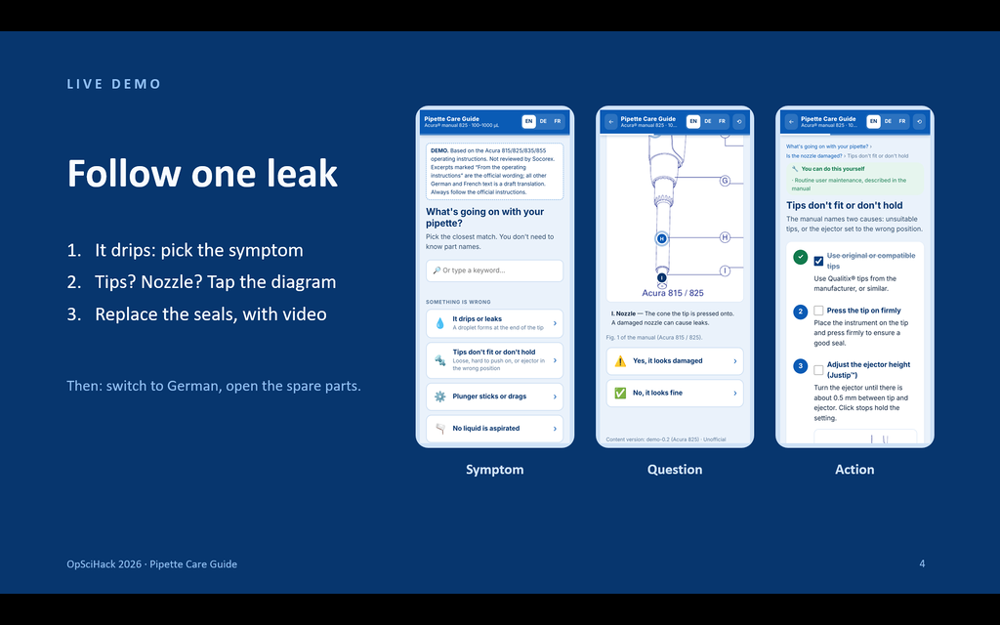 LIVE DEMO
Follow one leak
1. It drips: pick the symptom
2. Tips? Nozzle? Tap the diagram
3. Replace the seals, with video
Then: switch to German, open the spare parts.
Pipette Care Guide
Acura® manual 825 · 100–1000 µL
EN DE FR
DEMO. Based on the Acura 815/825/835/855
operating instructions. Not reviewed by Socorex.
Excerpts marked "From the operating
instructions" are the official wording; all other
German and French text is a draft translation.
Always follow the official instructions.
What's going on with your
pipette?
Pick the closest match. You don't need to
know part names.
🔎 Or type a keyword...
SOMETHING IS WRONG
It drips or leaks
A droplet forms at the end of the tip
Tips don't fit or don't hold
Loose, hard to push on, or ejector in
the wrong position
Plunger sticks or drags
No liquid is aspirated
Symptom
Pipette Care Guide
Acura® manual 825 · 10...
EN DE FR
G
H
H
I
I
Acura 815 / 825
I. Nozzle — The cone the tip is pressed onto.
A damaged nozzle can cause leaks.
Fig. 1 of the manual (Acura 815 / 825).
Yes, it looks damaged
No, it looks fine
Content version: demo-0.2 (Acura 825) · Unofficial
Question
Pipette Care Guide
Acura® manual 825 · 10...
EN DE FR
What's going on with your pipette? ›
Is the nozzle damaged? › Tips don't fit or don't hold
You can do this yourself
· Routine user maintenance, described in the
manual
Tips don't fit or don't hold
The manual names two causes: unsuitable
tips, or the ejector set to the wrong position.
Use original or compatible
tips
Use Qualitix® tips from the
manufacturer, or similar.
2 Press the tip on firmly
Place the instrument on the tip
and press firmly to ensure a
good seal.
3 Adjust the ejector height
(Justip™)
Turn the ejector until there is
about 0.5 mm between tip and
ejector. Click stops hold the
setting.
Action
OpSciHack 2026 · Pipette Care Guide
4